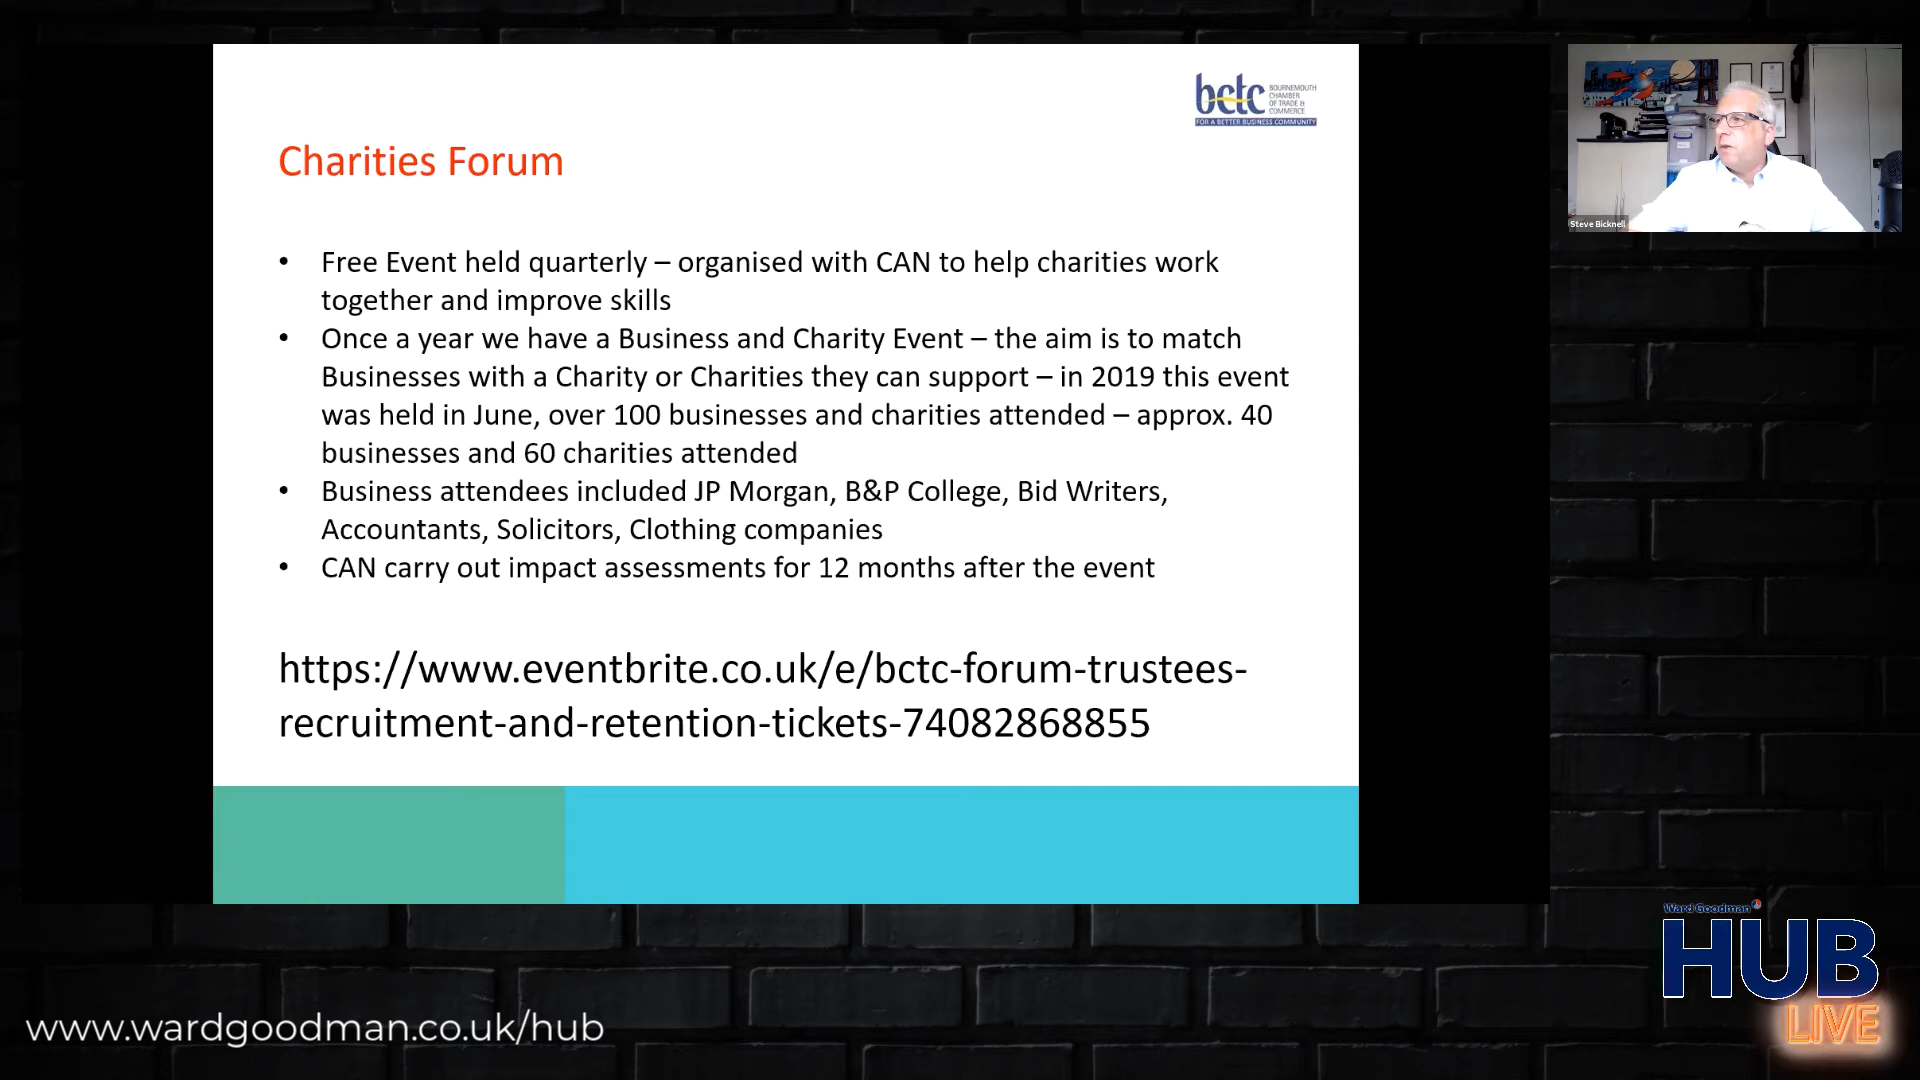 bctc
BOURNEMOUTH
CHAMBER
OF TRADE &
COMMERCE
FOR A BETTER BUSINESS COMMUNITY
Charities Forum
• Free Event held quarterly – organised with CAN to help charities work
together and improve skills
• Once a year we have a Business and Charity Event – the aim is to match
Businesses with a Charity or Charities they can support – in 2019 this event
was held in June, over 100 businesses and charities attended – approx. 40
businesses and 60 charities attended
• Business attendees included JP Morgan, B&P College, Bid Writers,
Accountants, Solicitors, Clothing companies
• CAN carry out impact assessments for 12 months after the event
https://www.eventbrite.co.uk/e/bctc-forum-trustees-
recruitment-and-retention-tickets-74082868855
Steve Bicknell
Ward Goodman
HUB
LIVE
www.wardgoodman.co.uk/hub